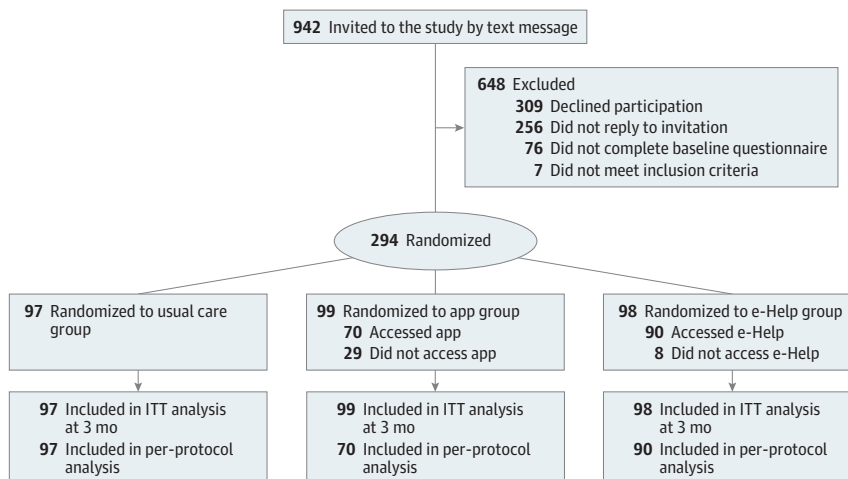 942 Invited to the study by text message
648 Excluded
309 Declined participation
256 Did not reply to invitation
76 Did not complete baseline questionnaire
7 Did not meet inclusion criteria
294 Randomized
97 Randomized to usual care
group
99 Randomized to app group
70 Accessed app
29 Did not access app
98 Randomized to e-Help group
90 Accessed e-Help
8 Did not access e-Help
97 Included in ITT analysis
at 3 mo
97 Included in per-protocol
analysis
99 Included in ITT analysis
at 3 mo
70 Included in per-protocol
analysis
98 Included in ITT analysis
at 3 mo
90 Included in per-protocol
analysis